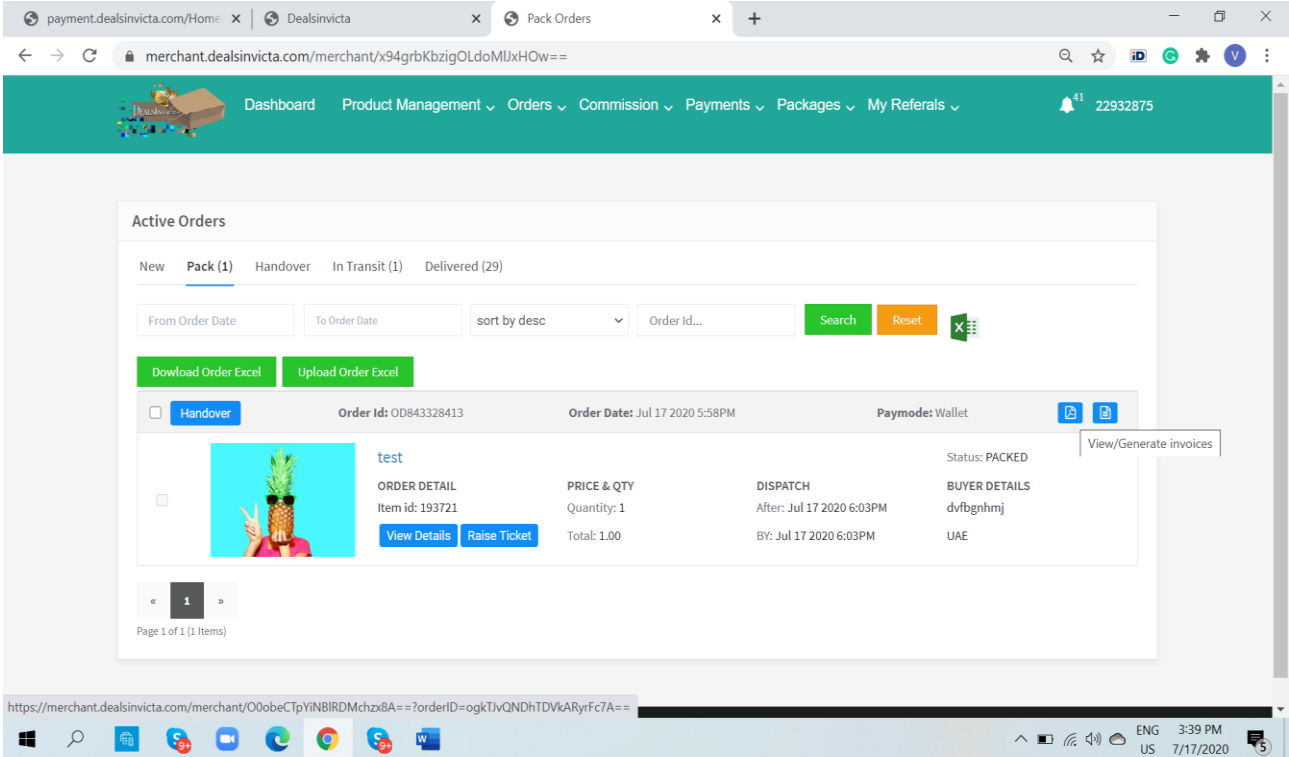 payment.dealsinvicta.com/Home
Dealsinvicta
Pack Orders
merchant.dealsinvicta.com/merchant/x94grbKbzigOLdoMlJxHOw==
iD
G
V
DealsInvicta
Dashboard
Product Management
Orders
Commission
Payments
Packages
My Referals
41
22932875
Active Orders
New
Pack (1)
Handover
In Transit (1)
Delivered (29)
From Order Date
To Order Date
sort by desc
Order Id...
Search
Reset
X
Dowload Order Excel
Upload Order Excel
Handover
Order Id: OD843328413
Order Date: Jul 17 2020 5:58PM
Paymode: Wallet
View/Generate invoices
test
Status: PACKED
ORDER DETAIL
PRICE & QTY
DISPATCH
BUYER DETAILS
Item id: 193721
Quantity: 1
After: Jul 17 2020 6:03PM
dvfbgnhmj
View Details
Raise Ticket
Total: 1.00
BY: Jul 17 2020 6:03PM
UAE
«
1
»
Page 1 of 1 (1 Items)
https://merchant.dealsinvicta.com/merchant/O0obeCTpYiNBlRDMchzx8A==?orderID=ogkTJvQNDhTDVkARyrFc7A==
S
9+
S
9+
W
ENG
US
3:39 PM
7/17/2020
5